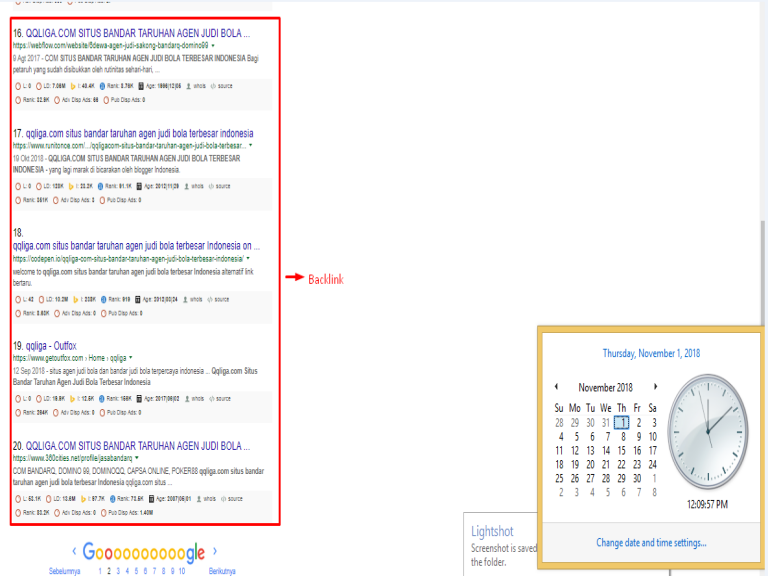 16. QQLIGA.COM SITUS BANDAR TARUHAN AGEN JUDI BOLA ...
https://webflow.com/website/8dewa-agen-judi-sakong-bandarq-domino99
9 Agt 2017 - COM SITUS BANDAR TARUHAN AGEN JUDI BOLA TERBESAR INDONESIA Bagi
petaruh yang sudah disibukkan oleh rutinitas sehari-hari, ...
L: 0 LD: 7.08M I: 40.4K Rank: 8.78K Age: 1998|12|05 whois source
Rank: 32.9K Adv Disp Ads: 68 Pub Disp Ads: 0
17. qqliga.com situs bandar taruhan agen judi bola terbesar indonesia
https://www.runitonce.com/.../qqligacom-situs-bandar-taruhan-agen-judi-bola-terbesar...
19 Okt 2018 - QQLIGA.COM SITUS BANDAR TARUHAN AGEN JUDI BOLA TERBESAR
INDONESIA - yang lagi marak di bicarakan oleh blogger Indonesia
L: 0 LD: 120K I: 22.2K Rank: 91.1K Age: 2012|11|28 whois source
Rank: 351K Adv Disp Ads: 2 Pub Disp Ads: 0
18.
qqliga.com situs bandar taruhan agen judi bola terbesar Indonesia on ...
https://codepen.io/qqliga-com-situs-bandar-taruhan-agen-judi-bola-terbesar-indonesia/
welcome to qqliga.com situs bandar taruhan agen judi bola terbesar Indonesia alternatif link
bertaru.
L: 42 LD: 10.2M I: 233K Rank: 919 Age: 2012|03|24 whois source
Rank: 5.63K Adv Disp Ads: 0 Pub Disp Ads: 0
19. qqliga - Outfox
https://www.getoutfox.com › Home › qqliga
12 Sep 2018 - situs agen judi bola dan bandar judi bola terpercaya indonesia ... Qqliga.com Situs
Bandar Taruhan Agen Judi Bola Terbesar Indonesia
L: 0 LD: 18.9K I: 12.5K Rank: 168K Age: 2017|06|02 whois source
Rank: 284K Adv Disp Ads: 0 Pub Disp Ads: 0
20. QQLIGA.COM SITUS BANDAR TARUHAN AGEN JUDI BOLA ...
https://www.360cities.net/profile/jasabandarq
COM BANDARQ, DOMINO 99, DOMINOQQ, CAPSA ONLINE, POKER88 qqliga.com situs bandar
taruhan agen judi bola terbesar indonesia qqliga.com situs ...
L: 53.1K LD: 13.6M I: 97.7K Rank: 73.6K Age: 2007|06|01 whois source
Rank: 93.2K Adv Disp Ads: 0 Pub Disp Ads: 1.40M
Backlink
Gooooooooooogle
Sebelumnya 1 2 3 4 5 6 7 8 9 10 Berikutnya
Lightshot
Screenshot is saved
the folder.
Thursday, November 1, 2018
November 2018
Su Mo Tu We Th Fr Sa
28 29 30 31 1 2 3
4 5 6 7 8 9 10
11 12 13 14 15 16 17
18 19 20 21 22 23 24
25 26 27 28 29 30 1
2 3 4 5 6 7 8
12:09:57 PM
Change date and time settings...